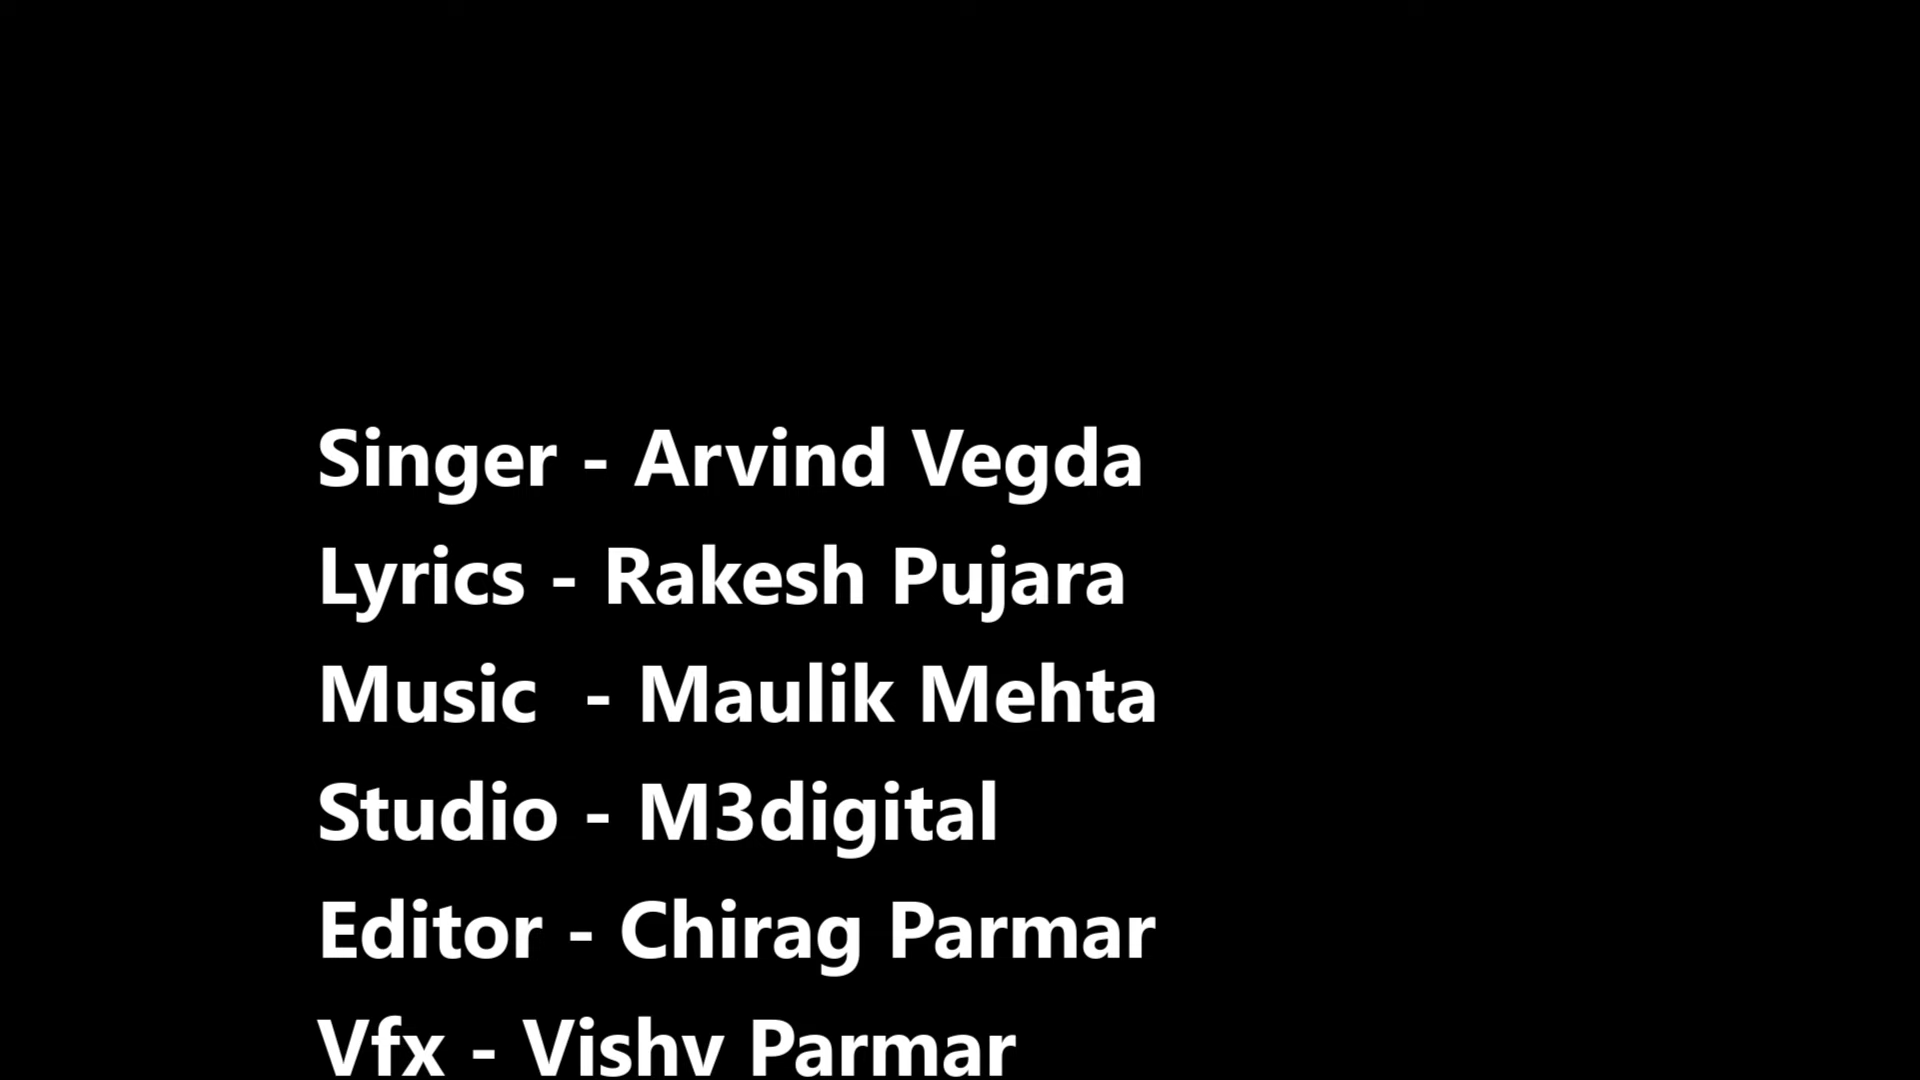 Singer - Arvind Vegda
Lyrics - Rakesh Pujara
Music  - Maulik Mehta
Studio - M3digital
Editor - Chirag Parmar
Vfx - Vishv Parmar